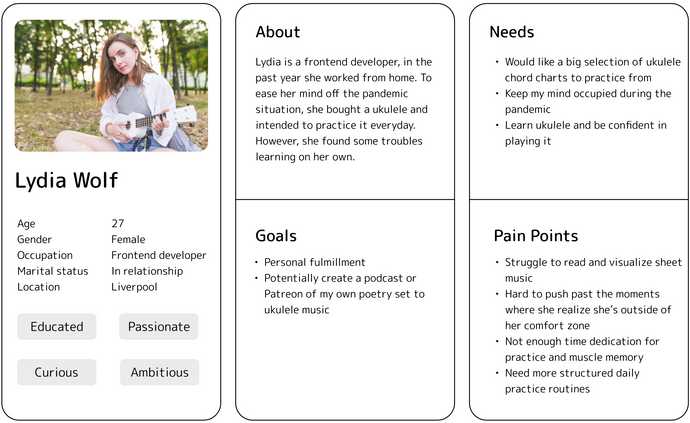 Lydia Wolf
Age 27
Gender Female
Occupation Frontend developer
Marital status In relationship
Location Liverpool
Educated Passionate
Curious Ambitious
About
Lydia is a frontend developer, in the
past year she worked from home. To
ease her mind off the pandemic
situation, she bought a ukulele and
intended to practice it everyday.
However, she found some troubles
learning on her own.
Goals
• Personal fulmillment
• Potentially create a podcast or
Patreon of my own poetry set to
ukulele music
Needs
• Would like a big selection of ukulele
chord charts to practice from
• Keep my mind occupied during the
pandemic
• Learn ukulele and be confident in
playing it
Pain Points
• Struggle to read and visualize sheet
music
• Hard to push past the moments
where she realize she's outside of
her comfort zone
• Not enough time dedication for
practice and muscle memory
• Need more structured daily
practice routines